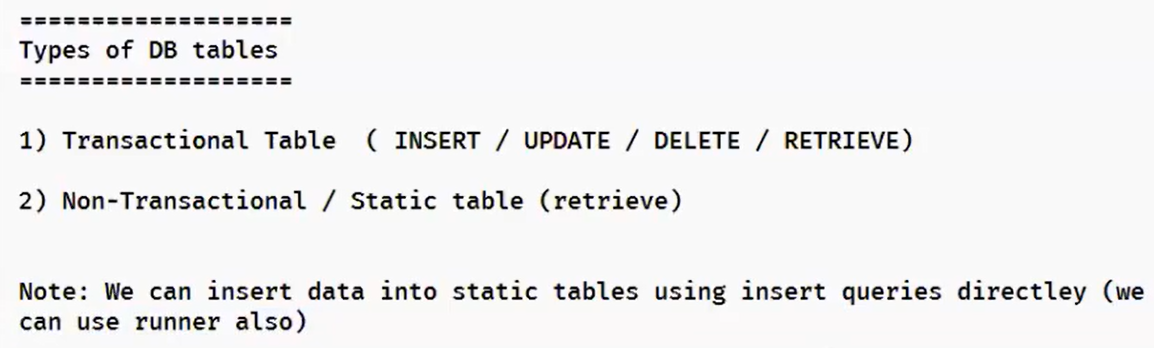 ===================
Types of DB tables
===================
1) Transactional Table  ( INSERT / UPDATE / DELETE / RETRIEVE)
2) Non-Transactional / Static table (retrieve)
Note: We can insert data into static tables using insert queries directley (we
can use runner also)